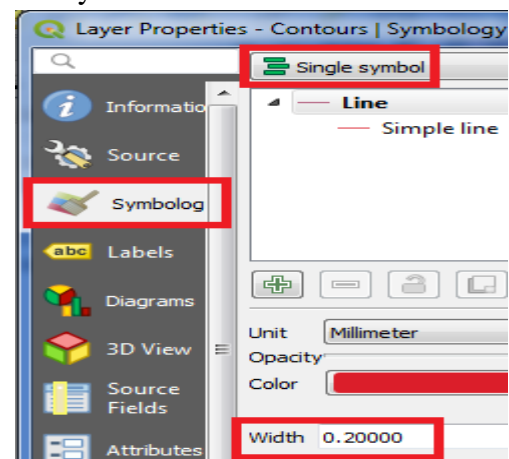 Layer Properties - Contours | Symbology
Single symbol
Informatio
Line
Simple line
Source
Symbolog
abc Labels
Diagrams
Unit Millimeter
3D View
Opacity
Color
Source
Fields
Width 0.20000
Attributes